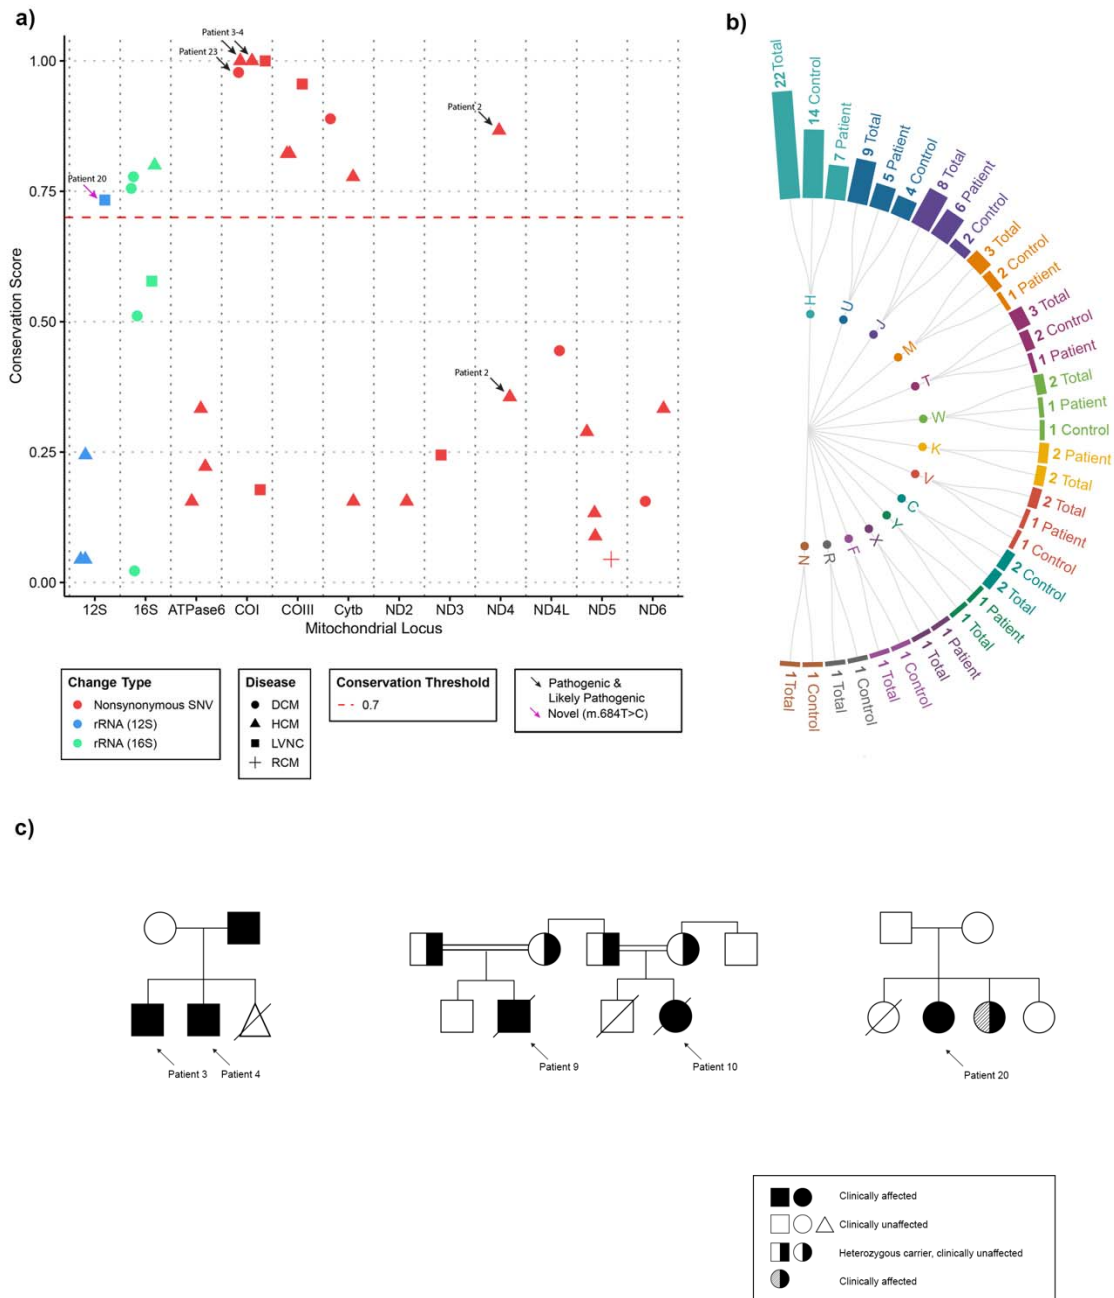 a)
Patient 3-4
Patient 23
Patient 2
Patient 20
Patient 2
1.00
0.75
0.50
0.25
0.00
Conservation Score
12S 16S ATPase6 COI COIII Cytb ND2 ND3 ND4 ND4L ND5 ND6
Mitochondrial Locus
Change Type
Nonsynonymous SNV
rRNA (12S)
rRNA (16S)
Disease
DCM
HCM
LVNC
RCM
Conservation Threshold
0.7
Pathogenic &
Likely Pathogenic
Novel (m.684T>C)
b)
22 Total
14 Control
7 Patient
9 Total
5 Patient
4 Control
8 Total
6 Patient
2 Control
3 Total
2 Control
1 Patient
3 Total
2 Control
1 Patient
2 Total
1 Patient
1 Control
2 Patient
2 Total
2 Total
1 Patient
1 Control
2 Control
2 Total
1 Patient
1 Total
1 Patient
1 Total
1 Control
1 Total
1 Control
1 Total
1 Control
1 Total
H
U
J
M
T
W
K
V
C
Y
X
F
R
N
c)
Patient 3
Patient 4
Patient 9
Patient 10
Patient 20
Clinically affected
Clinically unaffected
Heterozygous carrier, clinically unaffected
Clinically affected